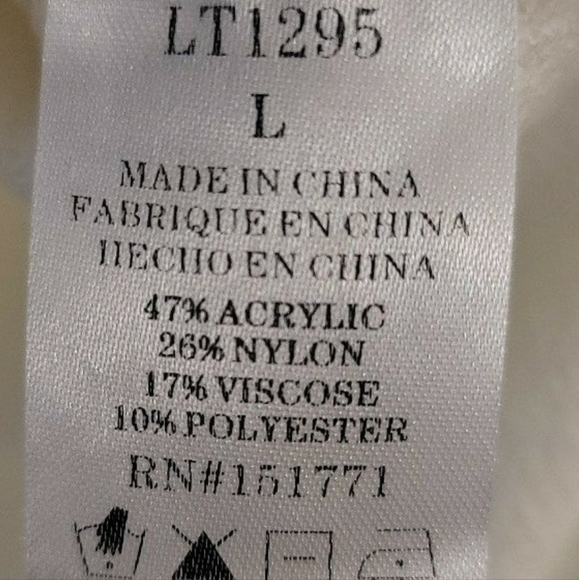 LT1295
L
MADE IN CHINA
FABRIQUE EN CHINA
HECHO EN CHINA
47% ACRYLIC
26% NYLON
17% VISCOSE
10% POLYESTER
RN#151771